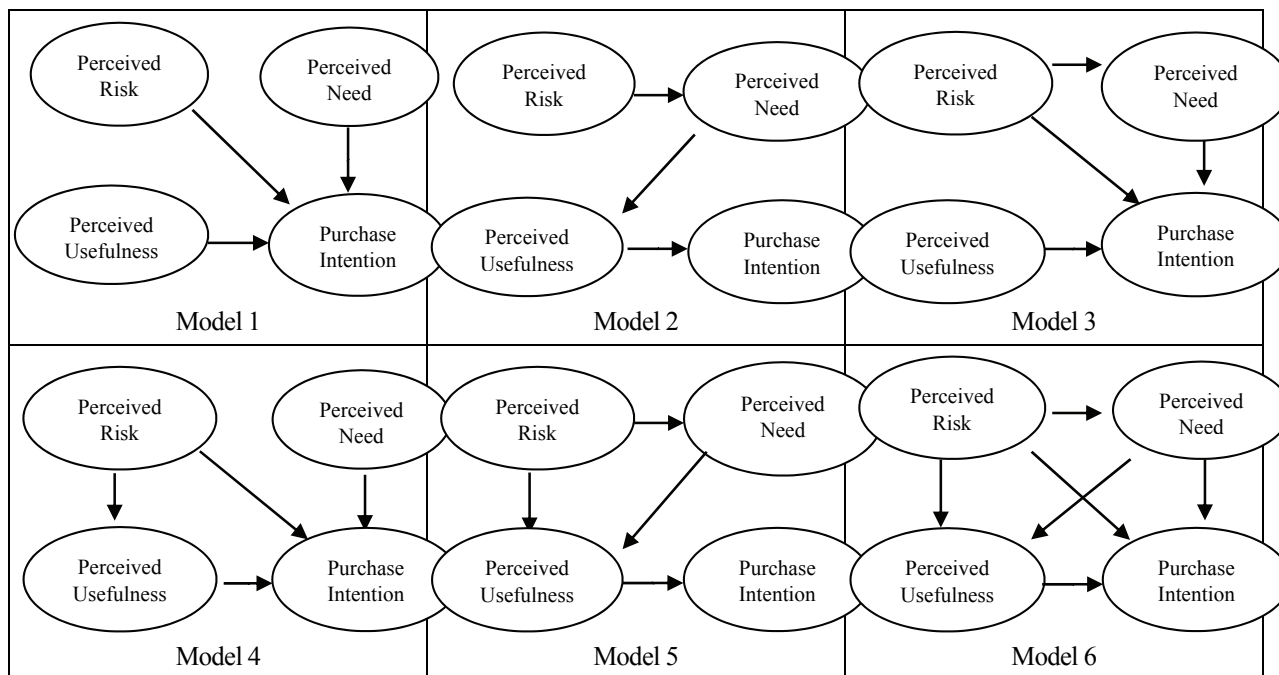 Perceived
Risk
Perceived
Need
Perceived
Usefulness
Purchase
Intention
Model 1
Perceived
Risk
Perceived
Need
Perceived
Usefulness
Purchase
Intention
Model 2
Perceived
Risk
Perceived
Need
Perceived
Usefulness
Purchase
Intention
Model 3
Perceived
Risk
Perceived
Need
Perceived
Usefulness
Purchase
Intention
Model 4
Perceived
Risk
Perceived
Need
Perceived
Usefulness
Purchase
Intention
Model 5
Perceived
Risk
Perceived
Need
Perceived
Usefulness
Purchase
Intention
Model 6